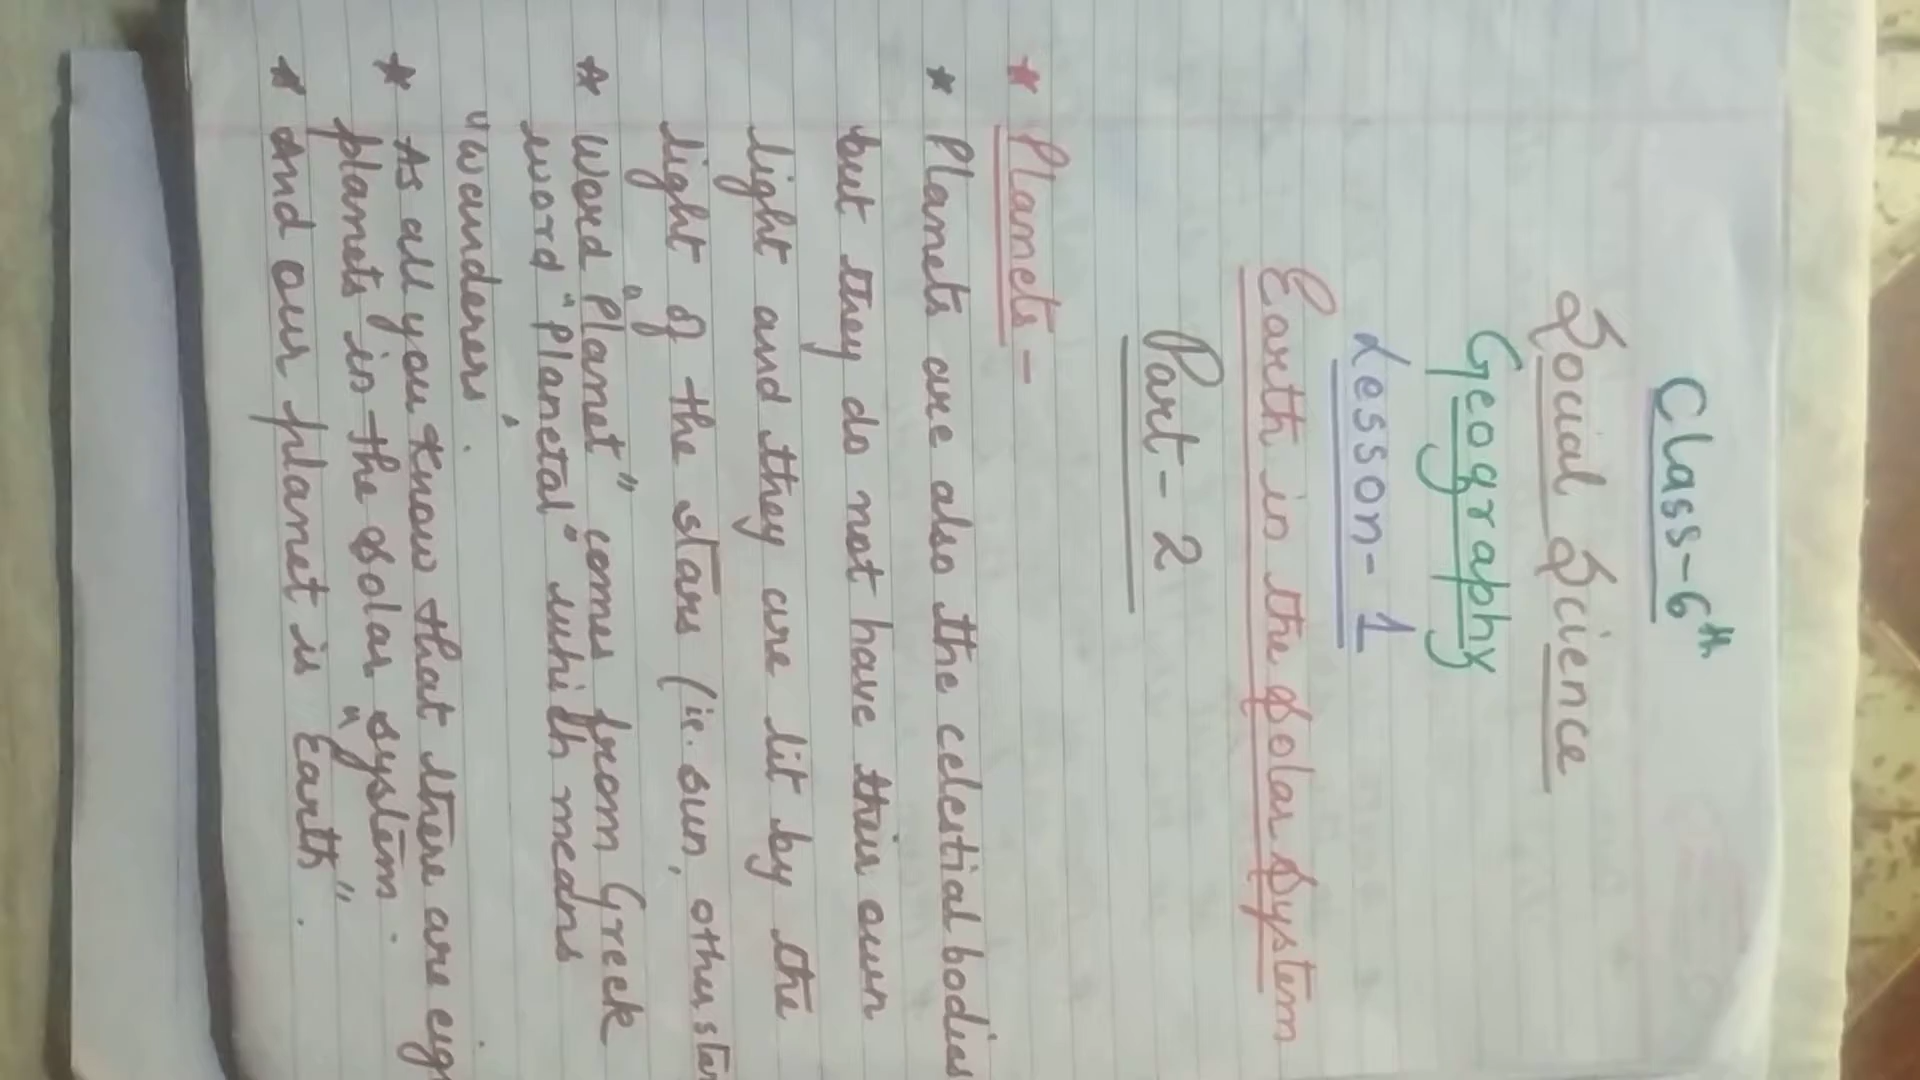 Class-6th
Social Science
Geography
Lesson-1
Earth in the Solar System
Part-2
* Planets-
* Planets are also the celestial bodies
but they do not have their own
light and they are lit by the
light of the stars (ie. sun, other
* Word "Planet" comes from Greek
word "Planetai" which means
"wanderers".
* As all you know that there are
planets in the solar system.
* And our planet is "Earth".